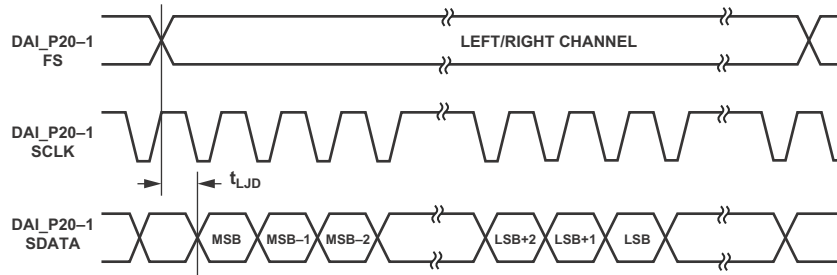 DAI_P20–1
FS
LEFT/RIGHT CHANNEL
DAI_P20–1
SCLK
tLJD
DAI_P20–1
SDATA
MSB MSB–1 MSB–2 LSB+2 LSB+1 LSB